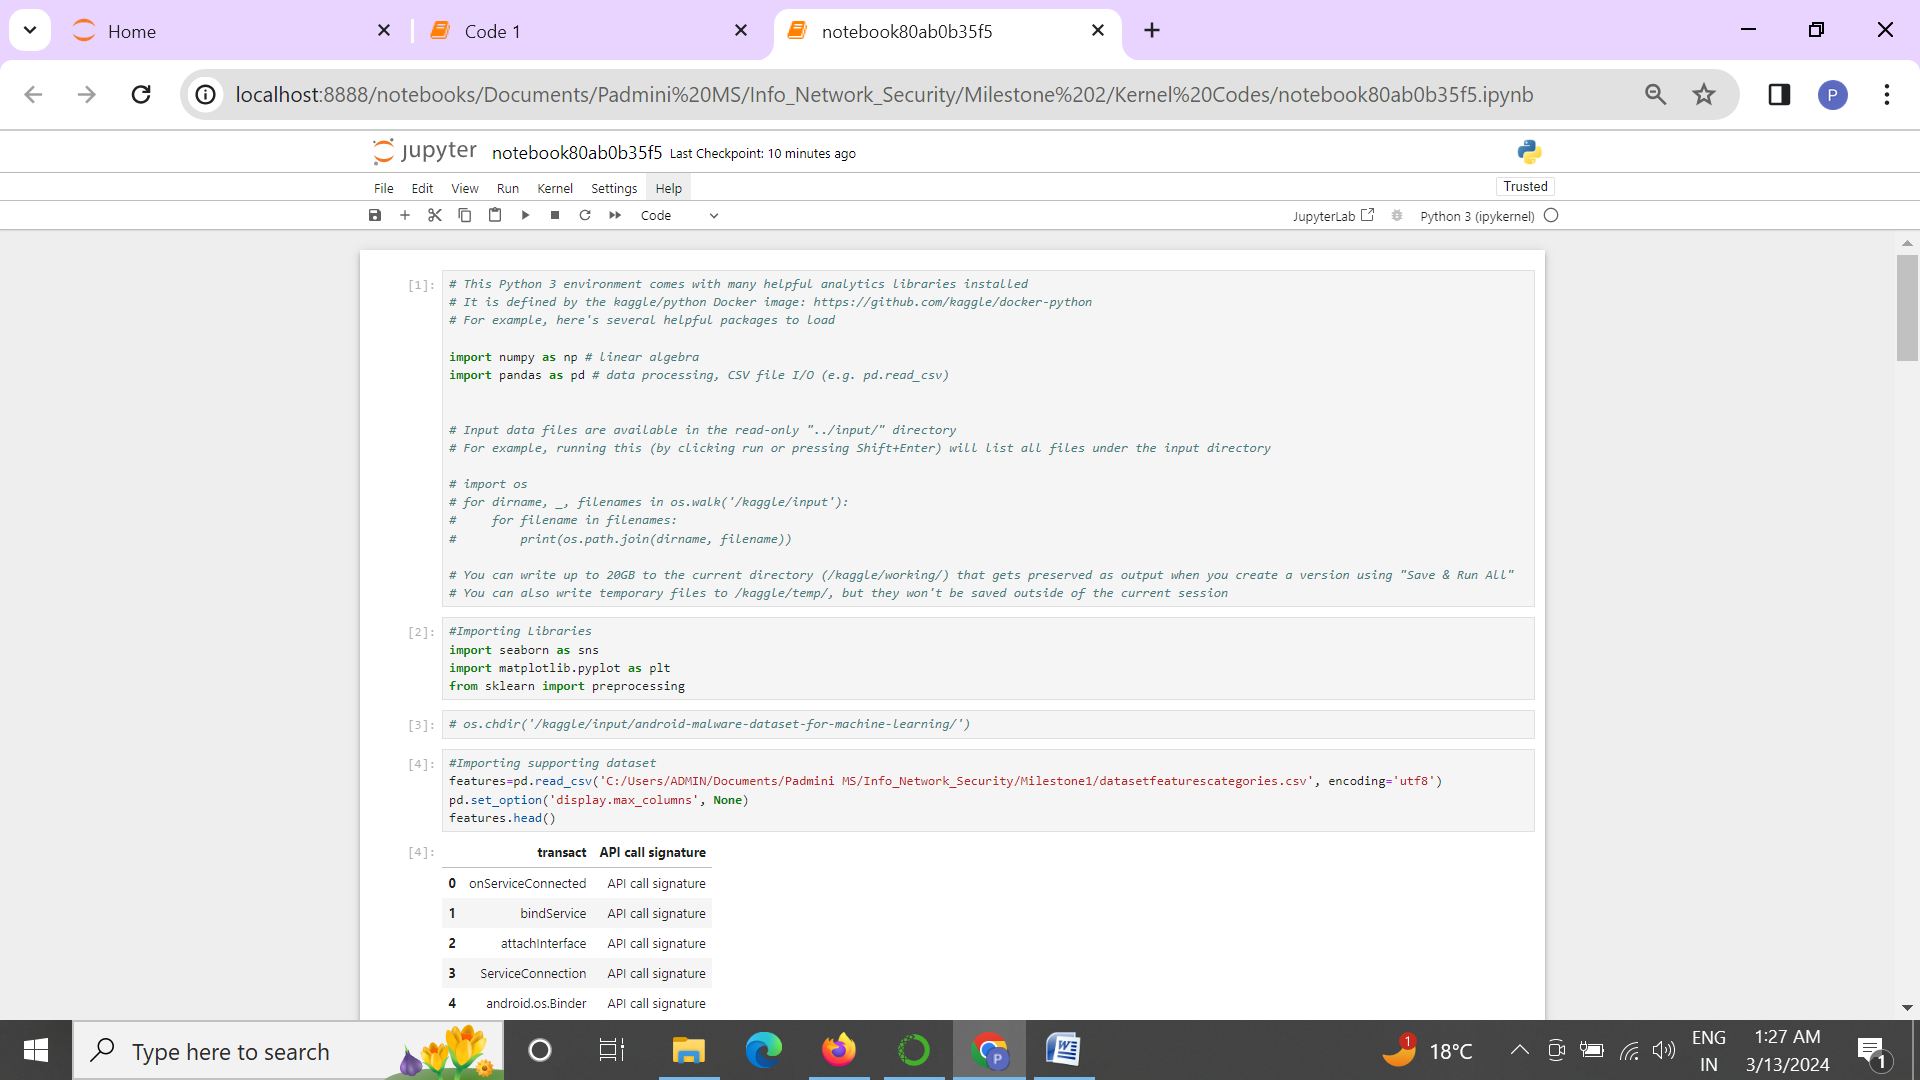 Home
Code 1
notebook80ab0b35f5
localhost:8888/notebooks/Documents/Padmini%20MS/Info_Network_Security/Milestone%202/Kernel%20Codes/notebook80ab0b35f5.ipynb
P
jupyter notebook80ab0b35f5 Last Checkpoint: 10 minutes ago
File Edit View Run Kernel Settings Help
Trusted
Code
JupyterLab Python 3 (ipykernel)
[1]:
# This Python 3 environment comes with many helpful analytics libraries installed
# It is defined by the kaggle/python Docker image: https://github.com/kaggle/docker-python
# For example, here's several helpful packages to load
import numpy as np # linear algebra
import pandas as pd # data processing, CSV file I/O (e.g. pd.read_csv)
# Input data files are available in the read-only "../input/" directory
# For example, running this (by clicking run or pressing Shift+Enter) will list all files under the input directory
# import os
# for dirname, _, filenames in os.walk('/kaggle/input'):
#     for filename in filenames:
#         print(os.path.join(dirname, filename))
# You can write up to 20GB to the current directory (/kaggle/working/) that gets preserved as output when you create a version using "Save & Run All"
# You can also write temporary files to /kaggle/temp/, but they won't be saved outside of the current session
[2]:
#Importing Libraries
import seaborn as sns
import matplotlib.pyplot as plt
from sklearn import preprocessing
[3]:
# os.chdir('/kaggle/input/android-malware-dataset-for-machine-learning/')
[4]:
#Importing supporting dataset
features=pd.read_csv('C:/Users/ADMIN/Documents/Padmini MS/Info_Network_Security/Milestone1/datasetfeaturescategories.csv', encoding='utf8')
pd.set_option('display.max_columns', None)
features.head()
[4]:
transact API call signature
0 onServiceConnected API call signature
1 bindService API call signature
2 attachInterface API call signature
3 ServiceConnection API call signature
4 android.os.Binder API call signature
Type here to search
P
1
18°C
ENG
IN
1:27 AM
3/13/2024
1